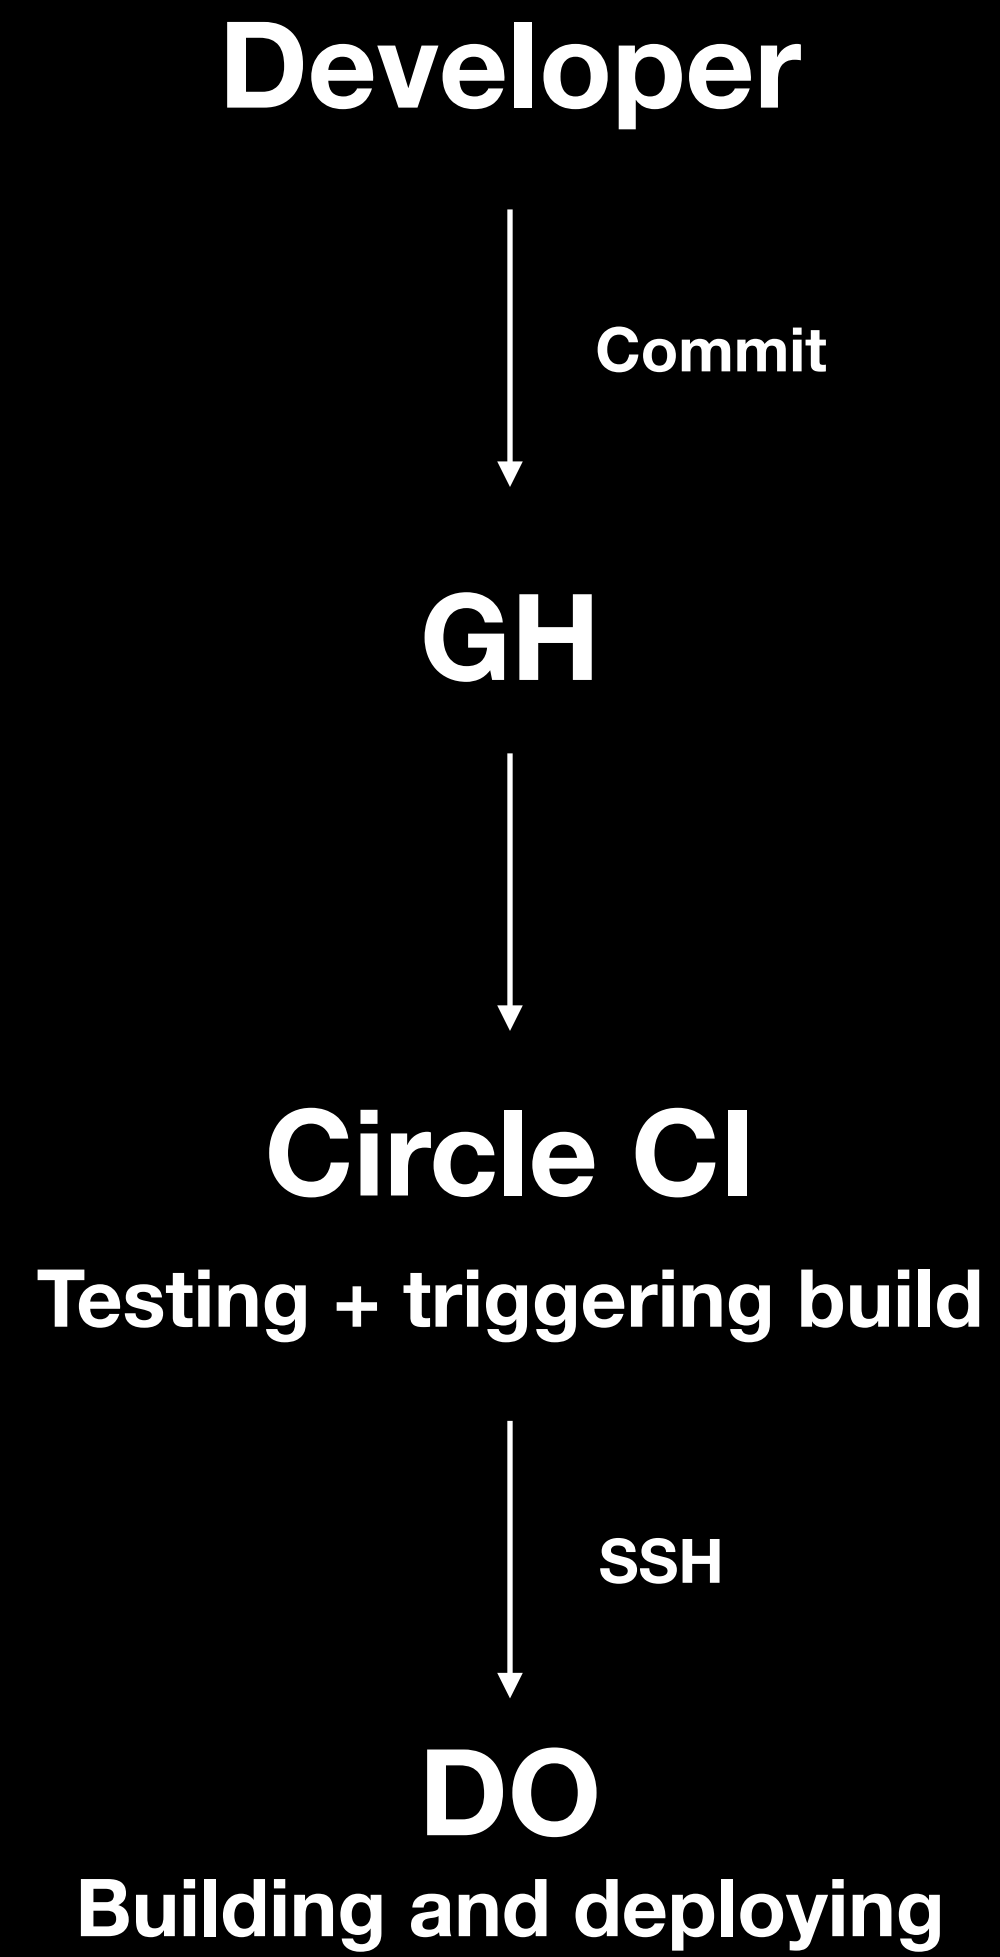 Developer
Commit
GH
Circle CI
Testing + triggering build
SSH
DO
Building and deploying